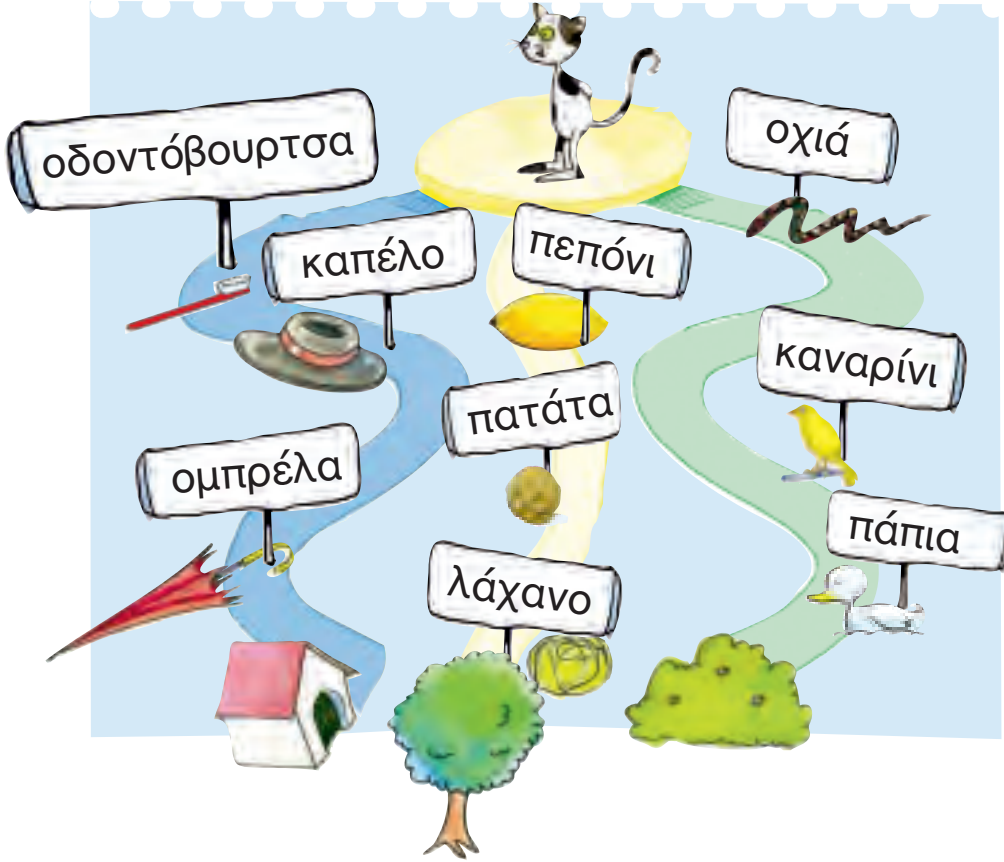 οδοντόβουρτσα
οχιά
καπέλο
πεπόνι
καναρίνι
πατάτα
ομπρέλα
πάπια
λάχανο